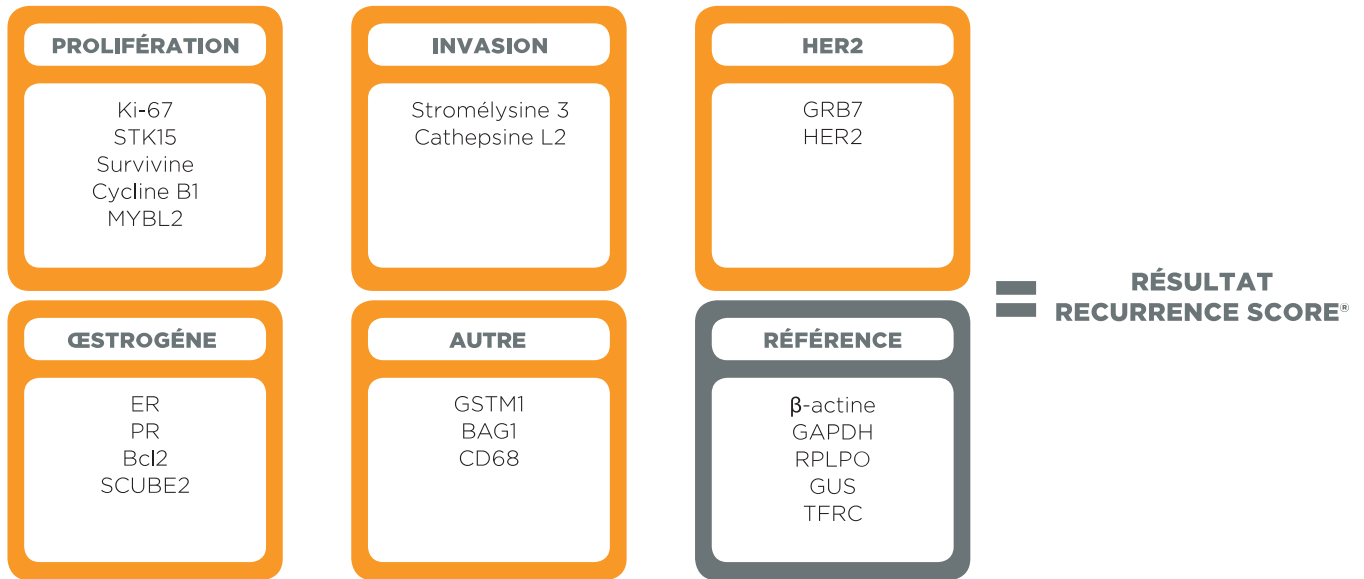 PROLIFÉRATION
Ki-67
STK15
Survivine
Cycline B1
MYBL2
INVASION
Stromélysine 3
Cathepsine L2
HER2
GRB7
HER2
ŒSTROGÉNE
ER
PR
Bcl2
SCUBE2
AUTRE
GSTM1
BAG1
CD68
RÉFÉRENCE
β-actine
GAPDH
RPLPO
GUS
TFRC
=
RÉSULTAT
RECURRENCE SCORE®